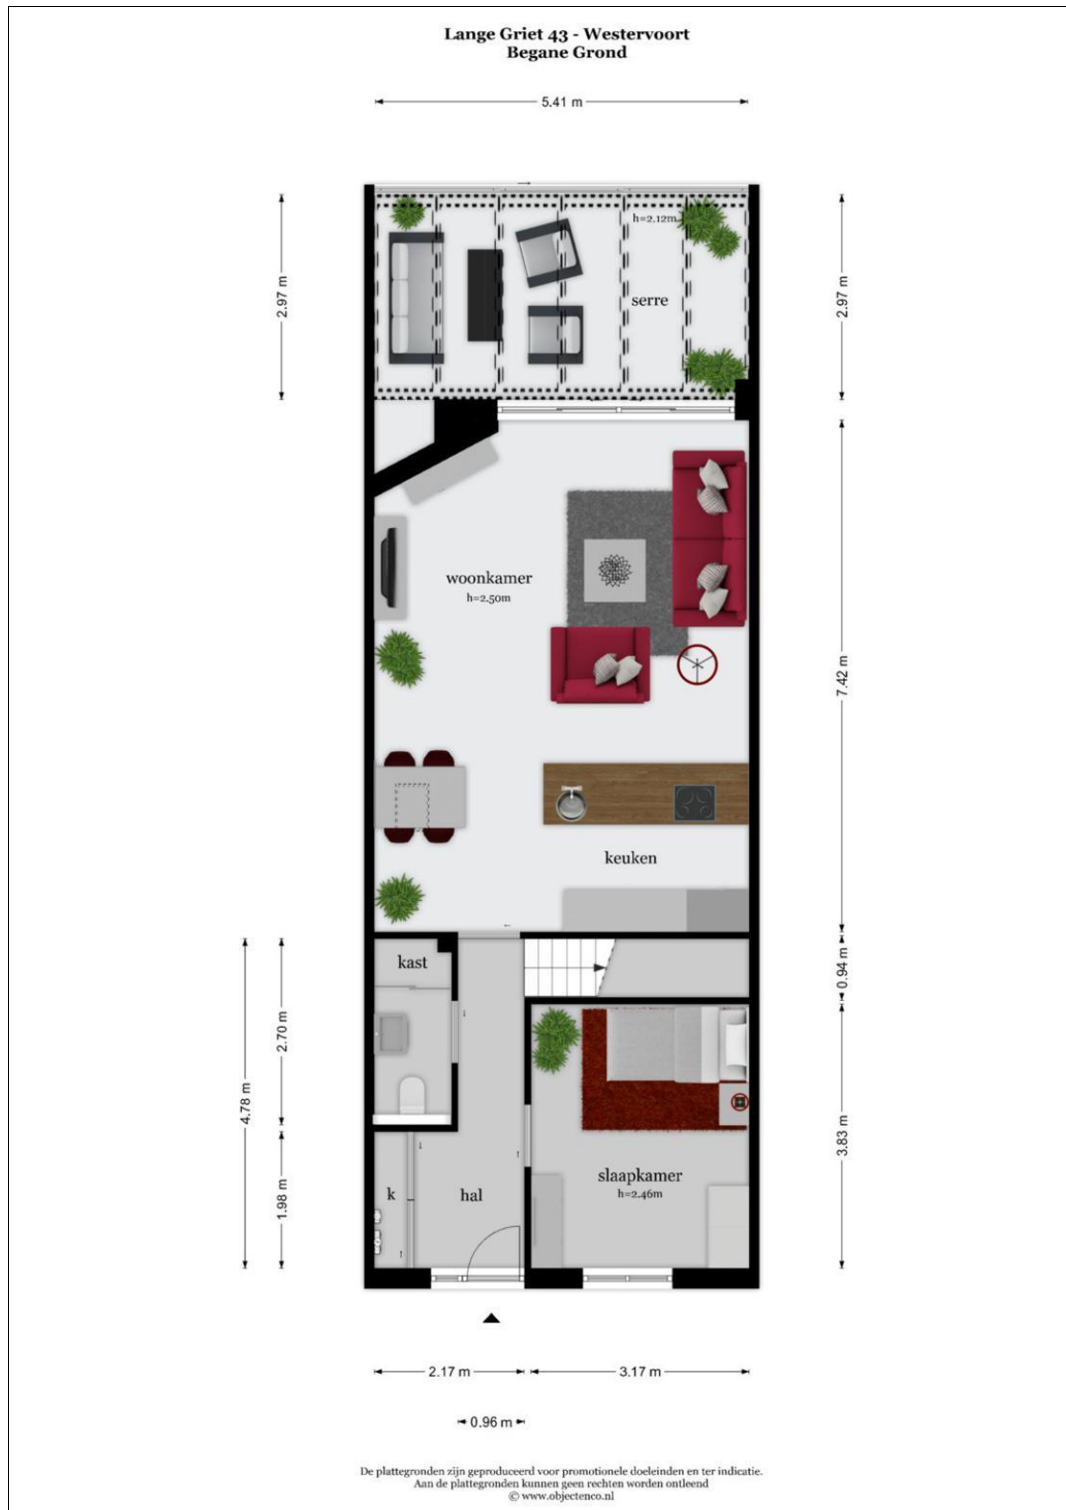 Lange Griet 43 - Westervoort
Begane Grond
5.41 m
h=2.12m
2.97 m
2.97 m
serre
woonkamer
h=2.50m
7.42 m
keuken
kast
0.94 m
2.70 m
4.78 m
3.83 m
slaapkamer
h=2.46m
k
hal
1.98 m
2.17 m
3.17 m
0.96 m
De plattegronden zijn geproduceerd voor promotionele doeleinden en ter indicatie.
Aan de plattegronden kunnen geen rechten worden ontleend
© www.objectenco.nl